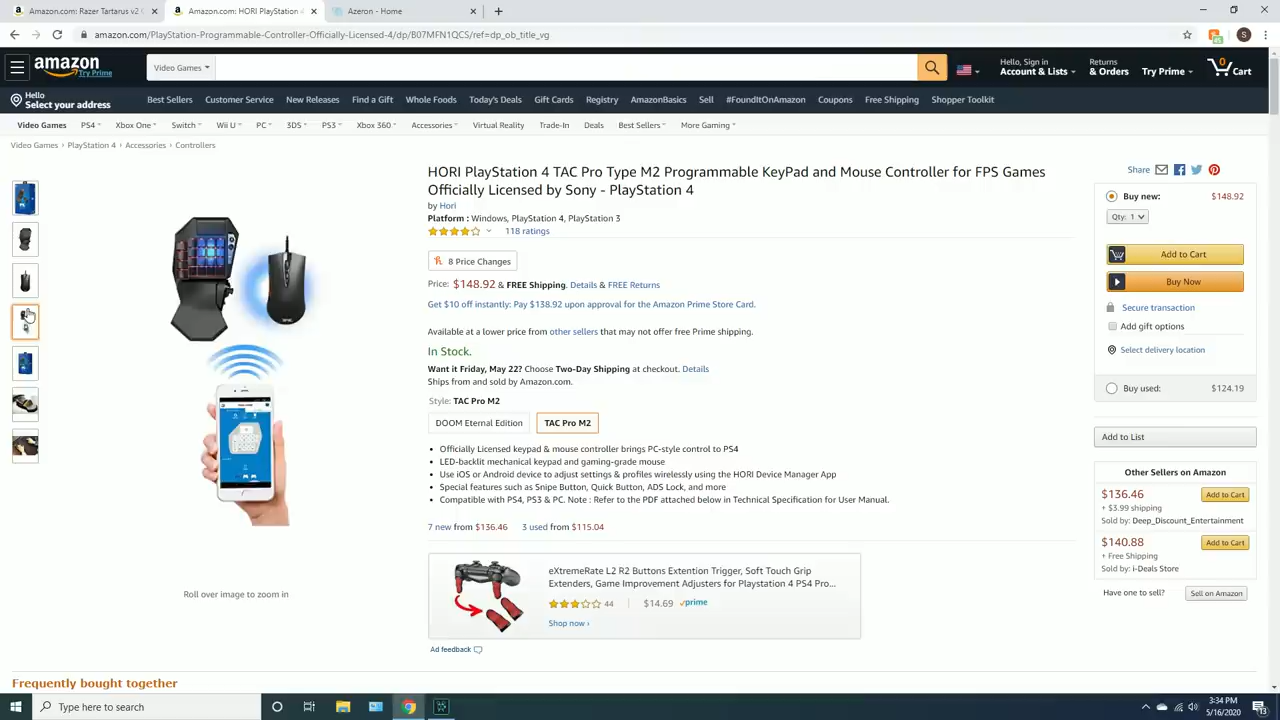 Amazon.com: Razer Tartarus v2 G
Amazon.com: HORI PlayStation 4
Azeron - Home
amazon.com/PlayStation-Programmable-Controller-Officially-Licensed-4/dp/B07MFN1QCS/ref=dp_ob_title_vg
amazon
Try Prime
Video Games
Hello, Sign in
Account & Lists
Returns
& Orders
Try Prime
0
Cart
Hello
Select your address
Best Sellers
Customer Service
New Releases
Find a Gift
Whole Foods
Today's Deals
Gift Cards
Registry
AmazonBasics
Sell
#FoundItOnAmazon
Coupons
Free Shipping
Shopper Toolkit
Video Games
PS4
Xbox One
Switch
Wii U
PC
3DS
PS3
Xbox 360
Accessories
Virtual Reality
Trade-In
Deals
Best Sellers
More Gaming
Video Games › PlayStation 4 › Accessories › Controllers
HORI PlayStation 4 TAC Pro Type M2 Programmable KeyPad and Mouse Controller for FPS Games
Officially Licensed by Sony - PlayStation 4
by Hori
Platform : Windows, PlayStation 4, PlayStation 3
118 ratings
8 Price Changes
Price: $148.92 & FREE Shipping. Details & FREE Returns
Get $10 off instantly: Pay $138.92 upon approval for the Amazon Prime Store Card.
Available at a lower price from other sellers that may not offer free Prime shipping.
In Stock.
Want it Friday, May 22? Choose Two-Day Shipping at checkout. Details
Ships from and sold by Amazon.com.
Style: TAC Pro M2
DOOM Eternal Edition
TAC Pro M2
• Officially Licensed keypad & mouse controller brings PC-style control to PS4
• LED-backlit mechanical keypad and gaming-grade mouse
• Use iOS or Android device to adjust settings & profiles wirelessly using the HORI Device Manager App
• Special features such as Snipe Button, Quick Button, ADS Lock, and more
• Compatible with PS4, PS3 & PC. Note : Refer to the PDF attached below in Technical Specification for User Manual.
7 new from $136.46 3 used from $115.04
Roll over image to zoom in
eXtremeRate L2 R2 Buttons Extention Trigger, Soft Touch Grip
Extenders, Game Improvement Adjusters for Playstation 4 PS4 Pro...
44
$14.69
prime
Shop now ›
Ad feedback
Share
Buy new:
$148.92
Qty: 1
Add to Cart
Buy Now
Secure transaction
Add gift options
Select delivery location
Buy used:
$124.19
Add to List
Other Sellers on Amazon
$136.46
Add to Cart
+ $3.99 shipping
Sold by: Deep_Discount_Entertainment
$140.88
Add to Cart
+ Free Shipping
Sold by: i-Deals Store
Have one to sell?
Sell on Amazon
Frequently bought together
Type here to search
3:34 PM
5/16/2020